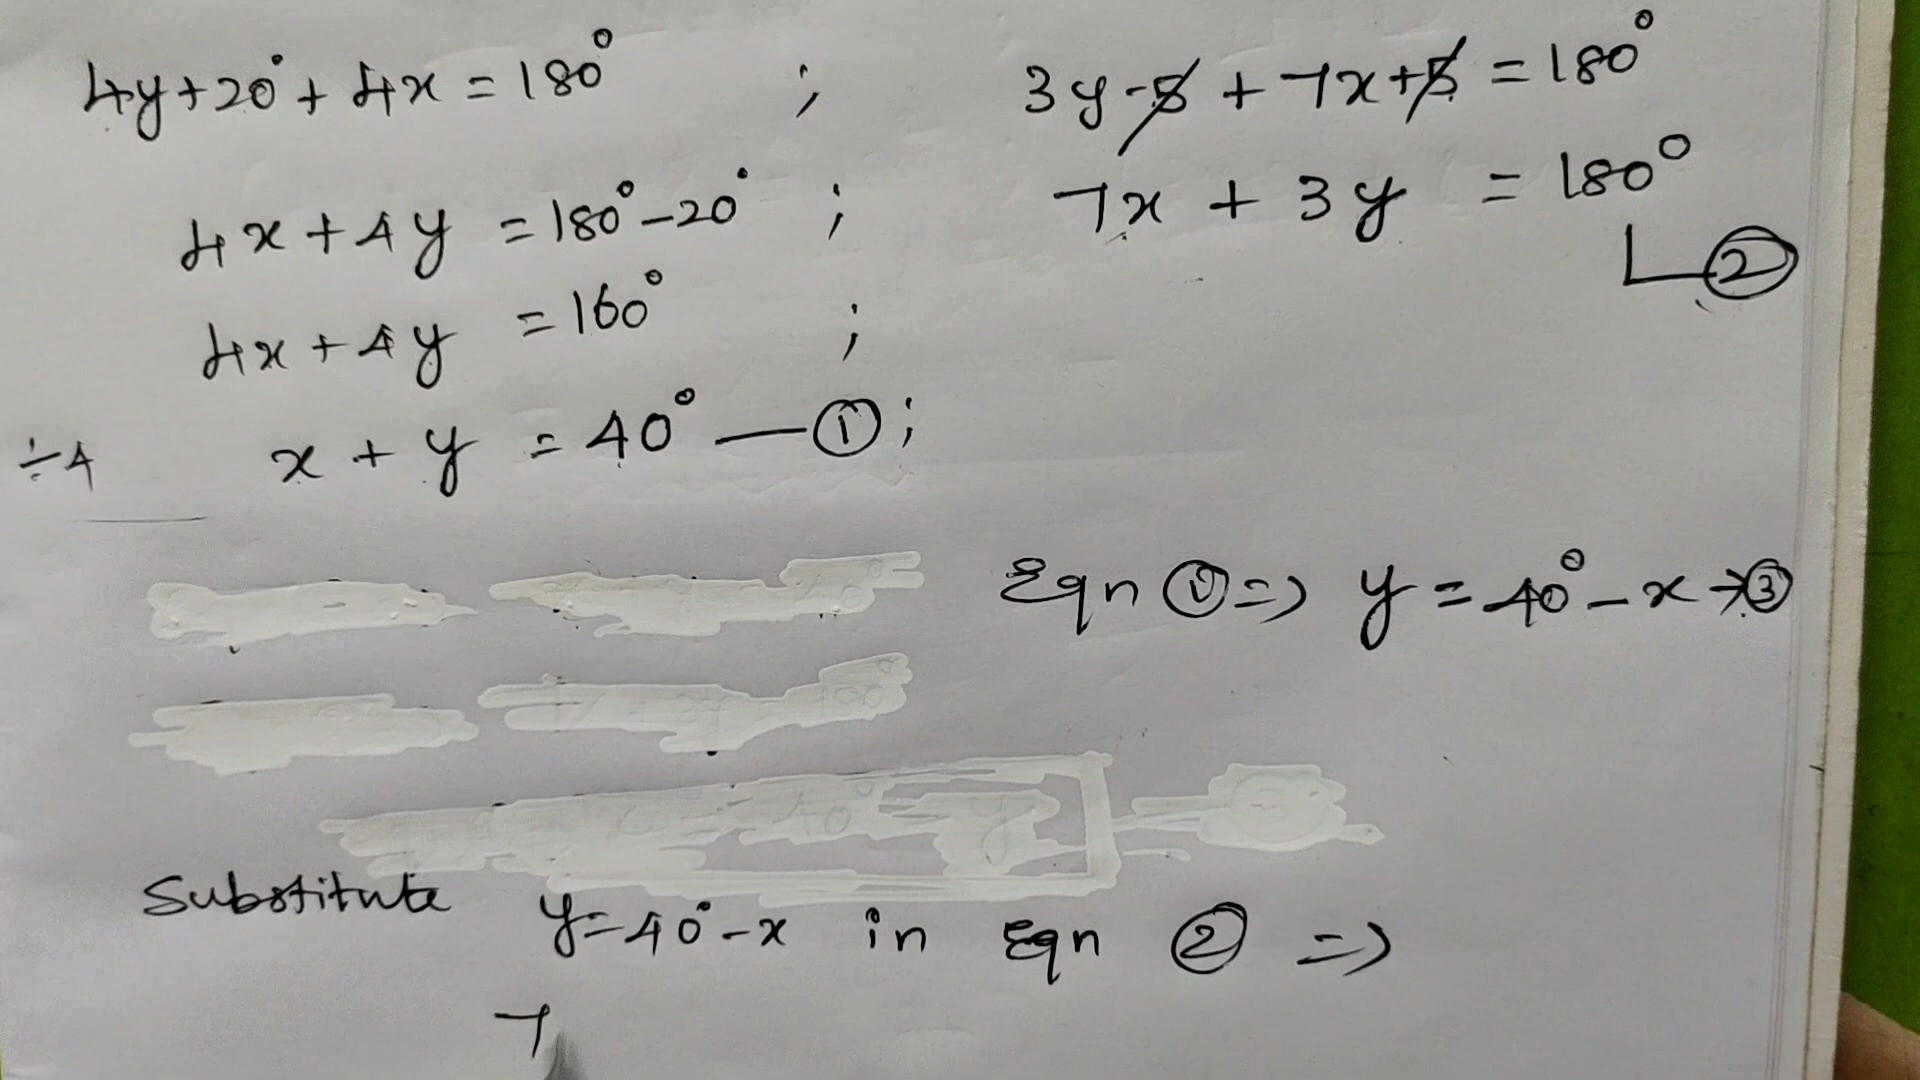 4y+20°+4x=180° ; 3y-5+7x+5=180°
4x+4y=180°-20° ; 7x+3y=180°
②
4x+4y=160° ;
÷4 x+y=40° —①;
Eqn ①=> y=40°-x→③
Substitute y=40°-x in Eqn ② =>
7